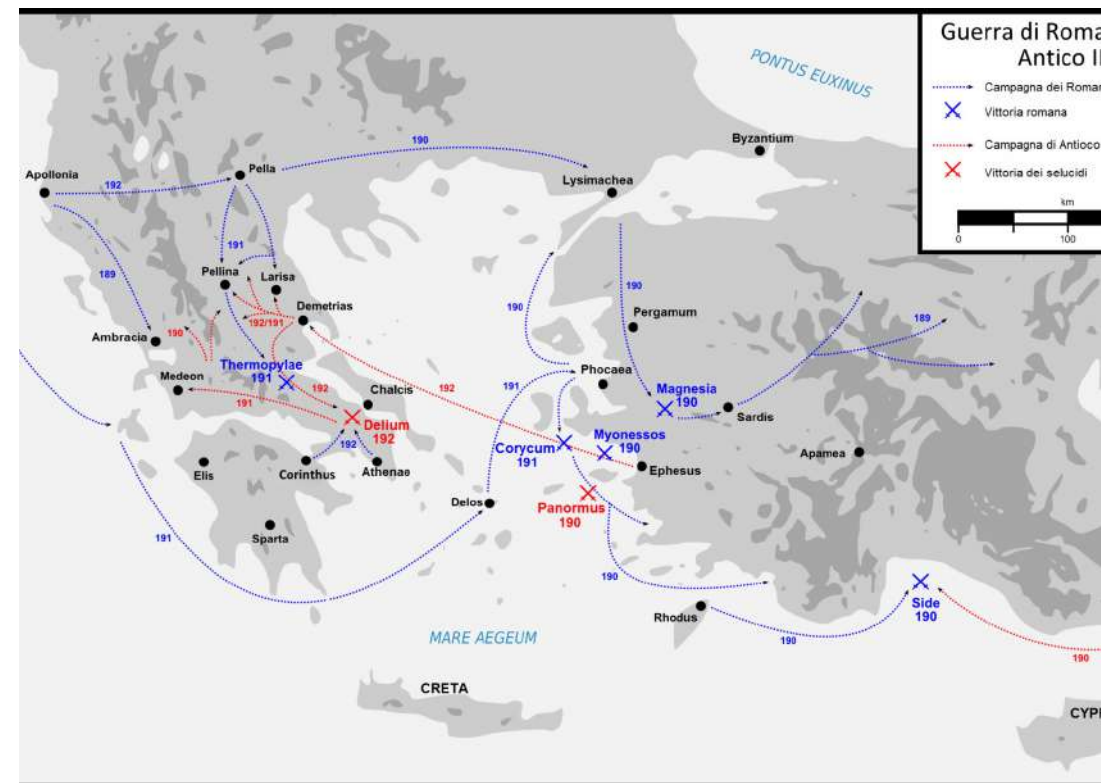 Guerra di Roma
Antico II
Campagna dei Roman
Vittoria romana
Campagna di Antioco
Vittoria dei selucidi
km
0
100
PONTUS EUXINUS
Byzantium
190
Pella
Apollonia
192
Lysimachea
191
189
Pellina
Larisa
Demetrias
192/191
190
190
190
189
Pergamum
Ambracia
Medeon
Thermopylae
191
192
Chalcis
192
191
Phocaea
Magnesia
190
Sardis
191
Delium
192
192
Corycum
191
Myonessos
190
Apamea
Elis
Corinthus
Athenae
Ephesus
Delos
Panormus
190
Sparta
191
190
Side
190
Rhodus
190
190
MARE AEGEUM
CRETA
CYP